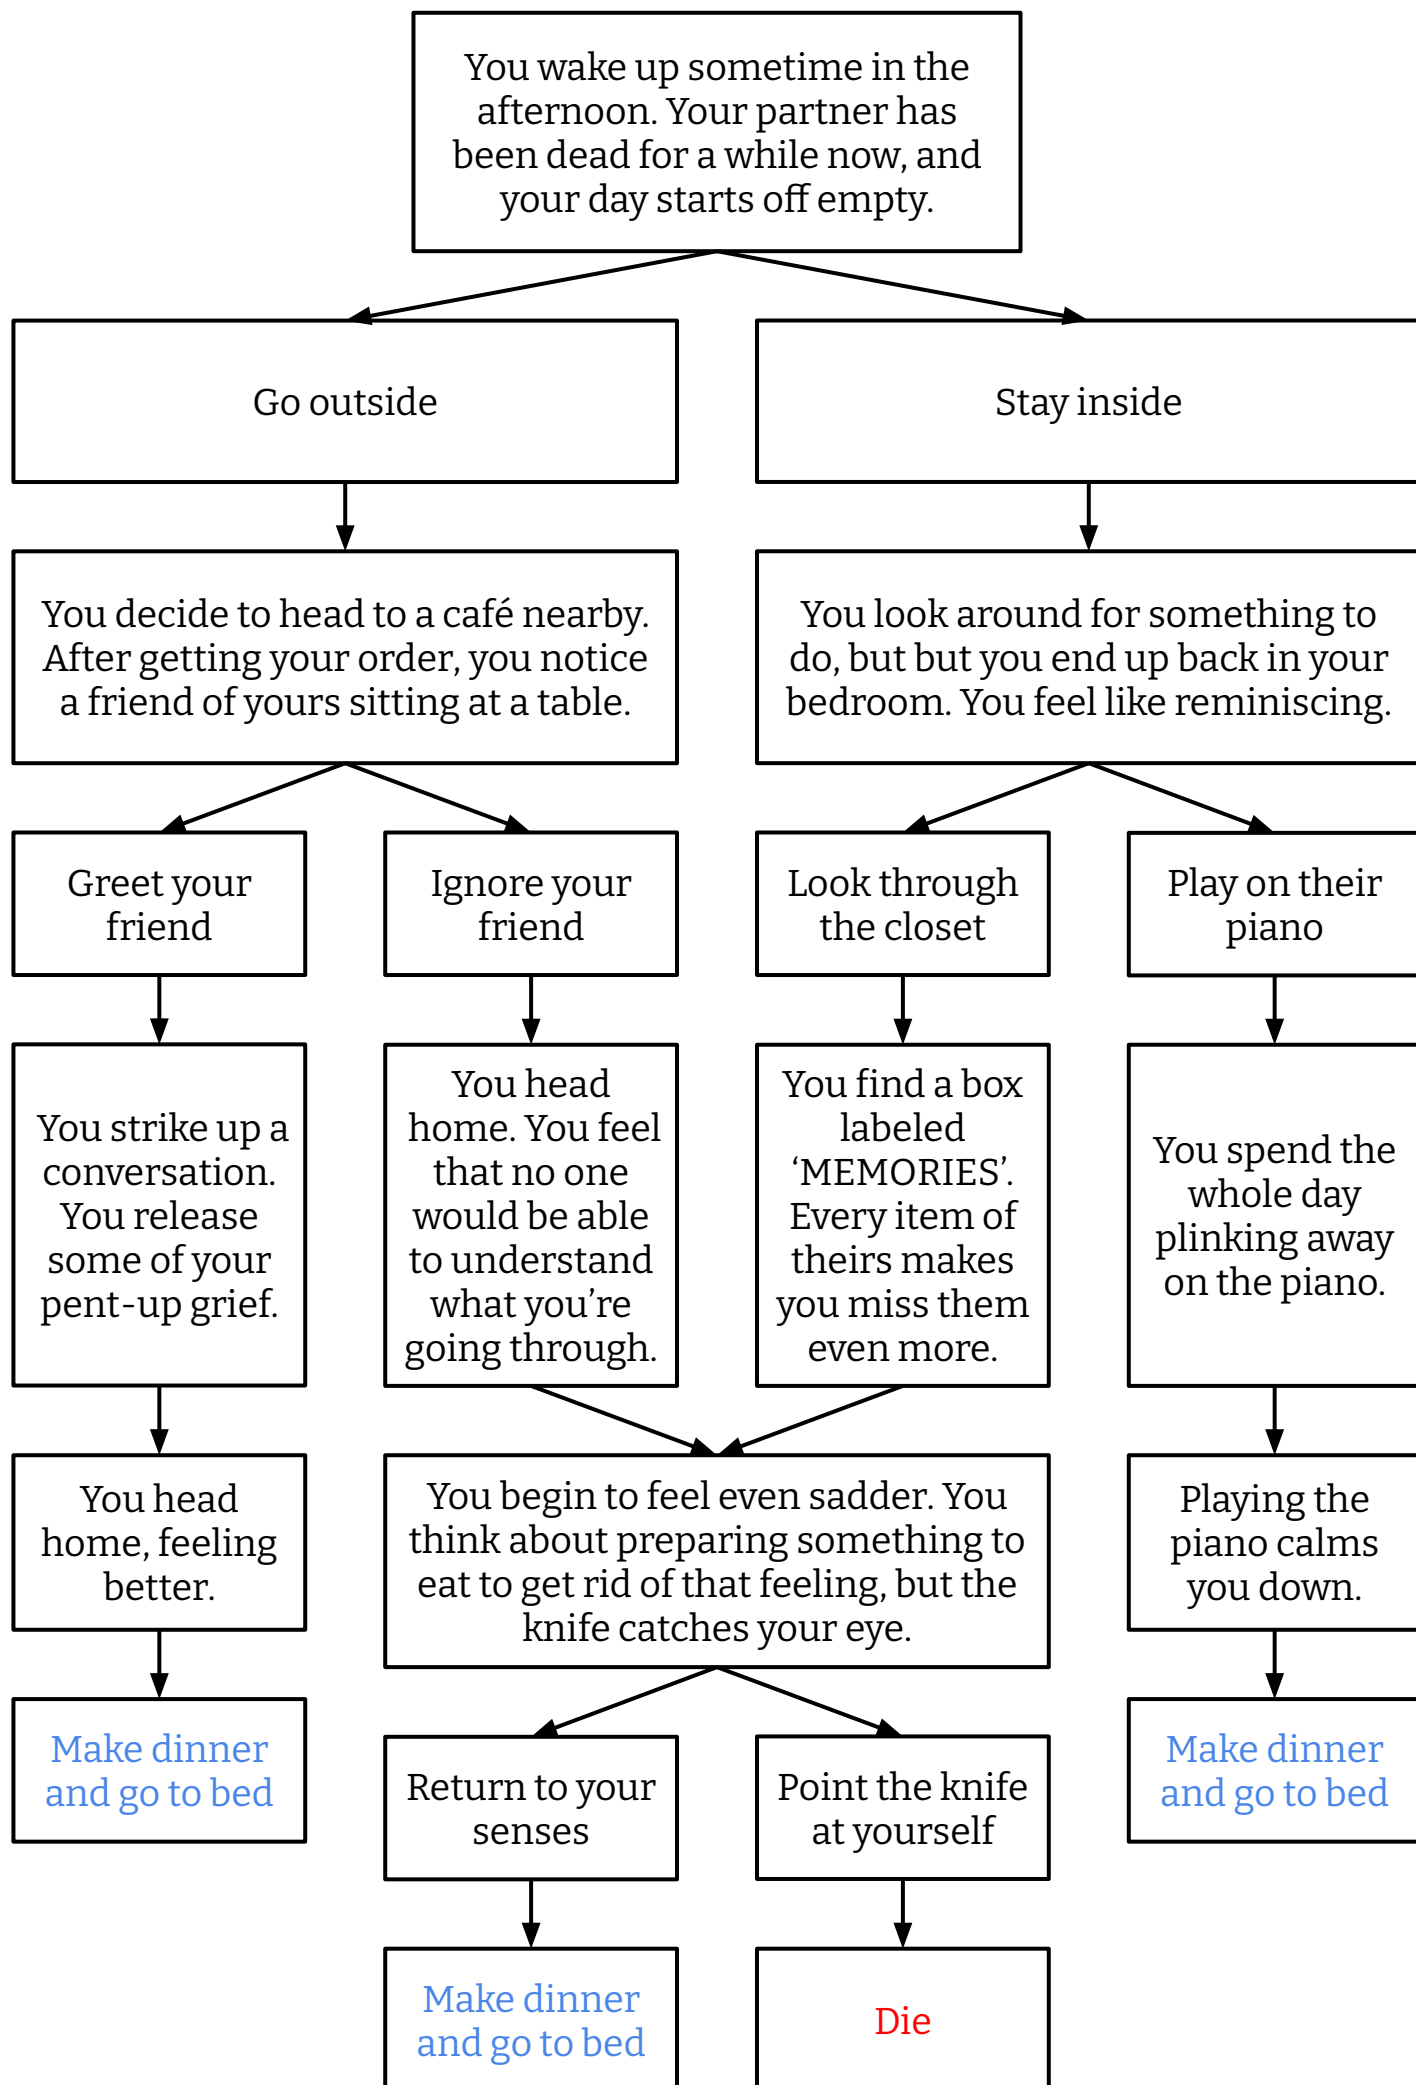 You wake up sometime in the
afternoon. Your partner has
been dead for a while now, and
your day starts off empty.
Go outside
Stay inside
You decide to head to a café nearby.
After getting your order, you notice
a friend of yours sitting at a table.
You look around for something to
do, but but you end up back in your
bedroom. You feel like reminiscing.
Greet your
friend
Ignore your
friend
Look through
the closet
Play on their
piano
You strike up a
conversation.
You release
some of your
pent-up grief.
You head
home. You feel
that no one
would be able
to understand
what you’re
going through.
You find a box
labeled
‘MEMORIES’.
Every item of
theirs makes
you miss them
even more.
You spend the
whole day
plinking away
on the piano.
You head
home, feeling
better.
You begin to feel even sadder. You
think about preparing something to
eat to get rid of that feeling, but the
knife catches your eye.
Playing the
piano calms
you down.
Make dinner
and go to bed
Return to your
senses
Point the knife
at yourself
Make dinner
and go to bed
Make dinner
and go to bed
Die